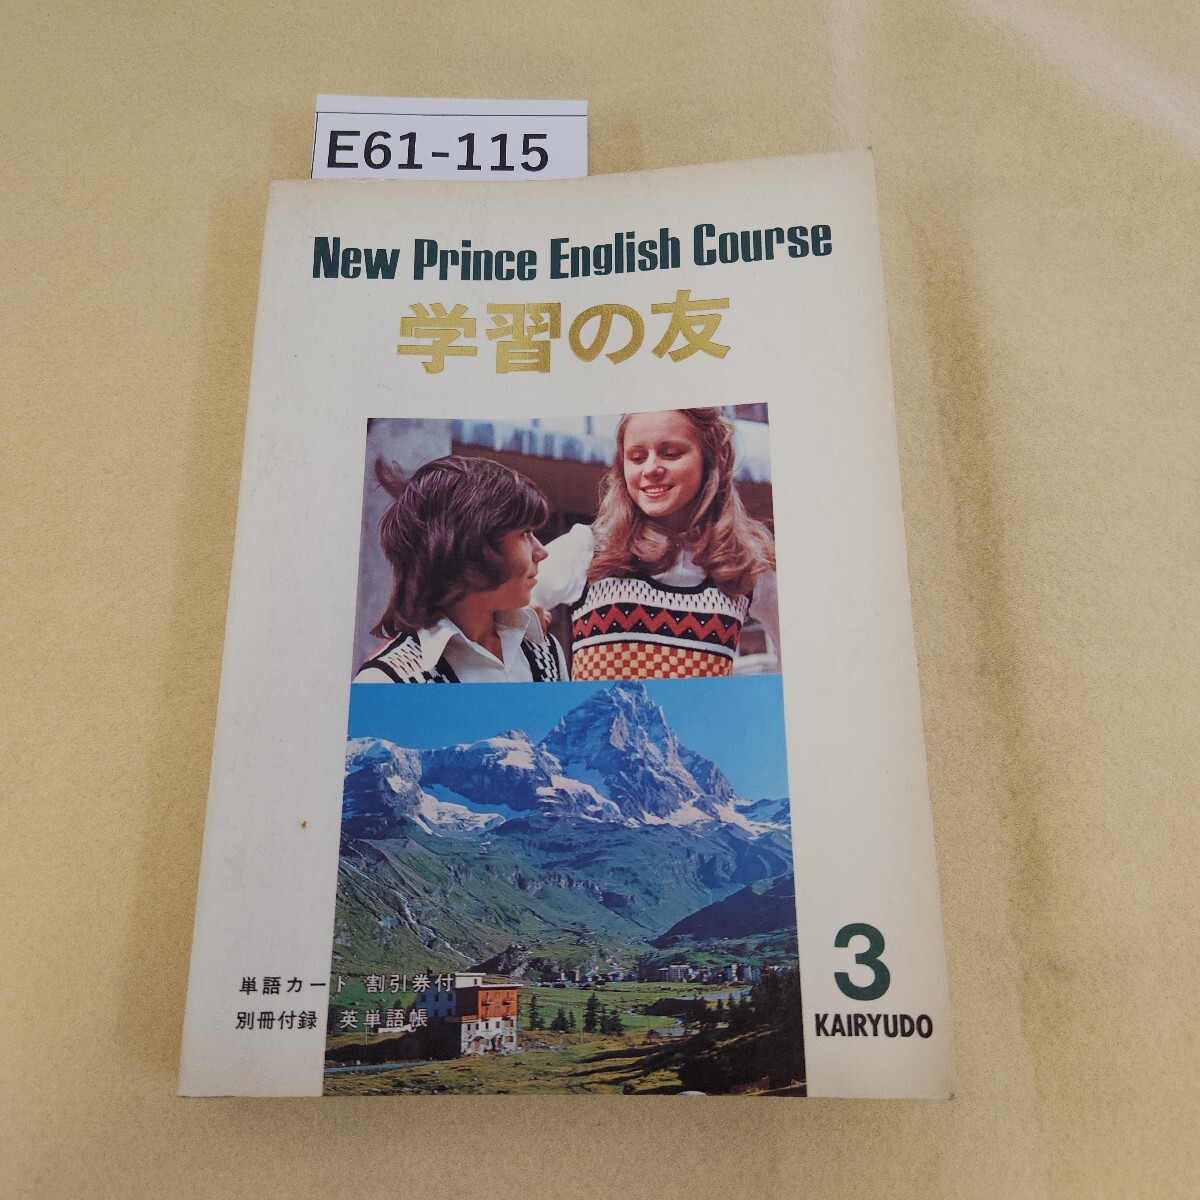 E61-115
New Prince English Course
学習の友
単語カード 割引券付
別冊付録 英単語帳
3
KAIRYUDO